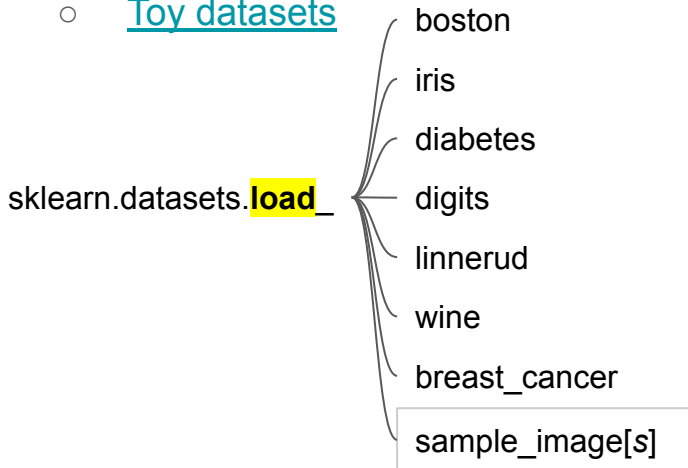 ○ Toy datasets
boston
iris
diabetes
sklearn.datasets.load_
digits
linnerud
wine
breast_cancer
sample_image[s]